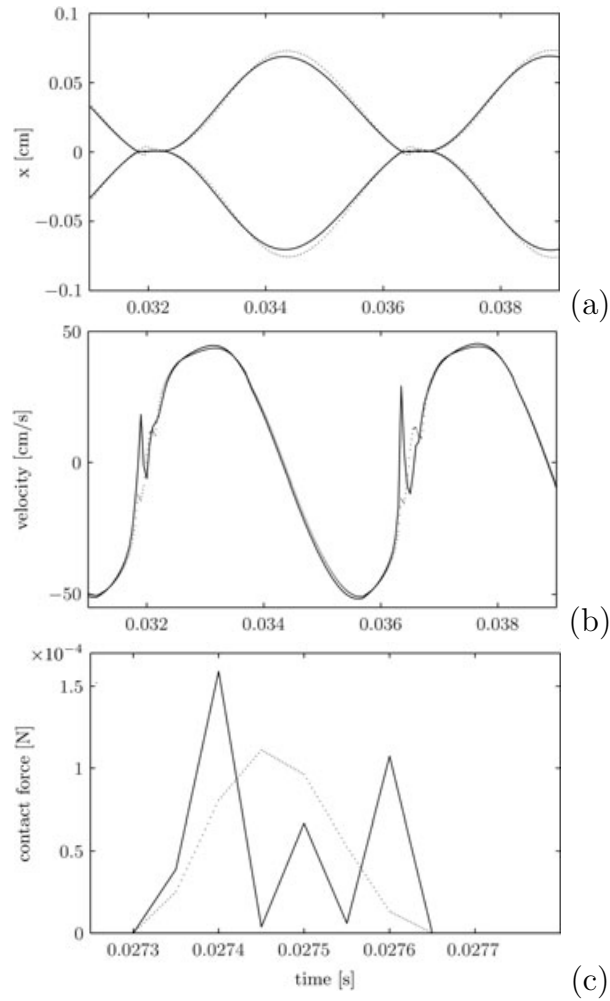 0.1
0.05
0
−0.05
−0.1
x [cm]
0.032 0.034 0.036 0.038
(a)
50
0
−50
velocity [cm/s]
0.032 0.034 0.036 0.038
(b)
×10⁻⁴
1.5
1
0.5
0
contact force [N]
0.0273 0.0274 0.0275 0.0276 0.0277
time [s]
(c)